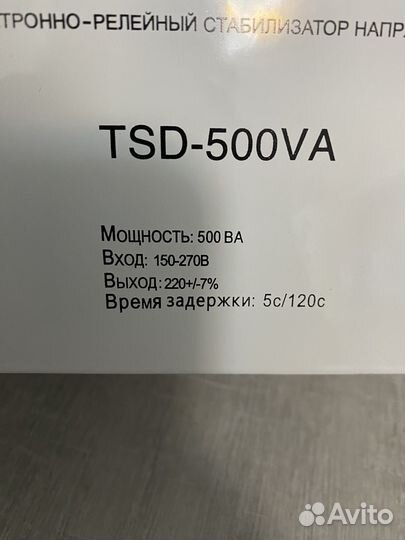 ТРОННО-РЕЛЕЙНЫЙ СТАБИЛИЗАТОР НАПР
TSD-500VA
МОЩНОСТЬ: 500 ВА
ВХОД: 150-270В
ВЫХОД: 220+/-7%
Время задержки: 5с/120с
Avito